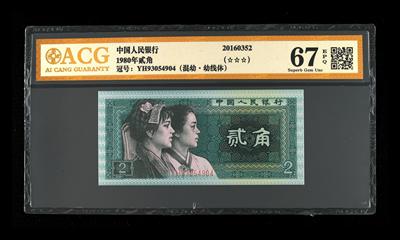 ACG
AI CANG GUARANTY
中国人民银行
1980年贰角
冠号：YH93054904（混幼·幼线体）
20160352
(☆☆☆)
67 EPQ
Superb Gem Unc
中国人民银行
贰角
2
2
YH93054904